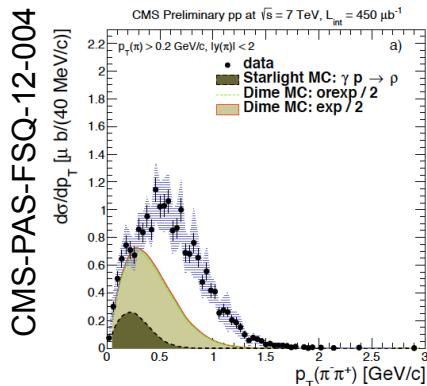 CMS-PAS-FSQ-12-004
CMS Preliminary pp at √s = 7 TeV, L_int = 450 μb⁻¹
p_T(π) > 0.2 GeV/c, |y(π)| < 2
a)
data
Starlight MC: γ p → ρ
Dime MC: orexp / 2
Dime MC: exp / 2
dσ/dp_T [μ b/(40 MeV/c)]
2.2
2
1.8
1.6
1.4
1.2
1
0.8
0.6
0.4
0.2
0
0 0.5 1 1.5 2 2.5 3
p_T(π⁻π⁺) [GeV/c]